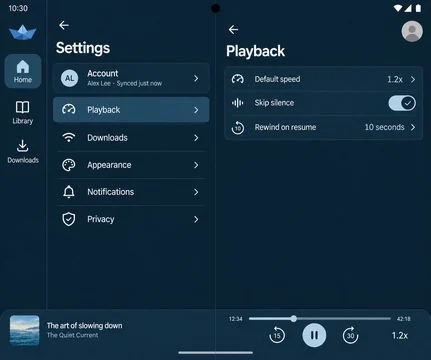 10:30
Settings
Playback
Home
Library
Downloads
AL
Account
Alex Lee · Synced just now
Playback
Downloads
Appearance
Notifications
Privacy
Default speed
1.2x
Skip silence
10
Rewind on resume
10 seconds
The art of slowing down
The Quiet Current
12:34
42:18
15
30
1.2x